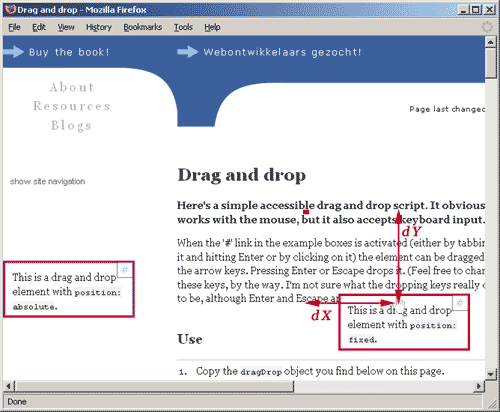 Drag and drop - Mozilla Firefox
File Edit View History Bookmarks Tools Help
Buy the book!
Webontwikkelaars gezocht!
About
Resources
Blogs
Page last changed
show site navigation
Drag and drop
Here's a simple accessible drag and drop script. It obvious
works with the mouse, but it also accepts keyboard input.
dY
When the '#' link in the example boxes is activated (either by tabbin
it and hitting Enter or by clicking on it) the element can be dragged
the arrow keys. Pressing Enter or Escape drops it. (Feel free to chan
these keys, by the way. I'm not sure what the dropping keys really
to be, although Enter and Escape
#
This is a drag and drop
element with position:
absolute.
dX
#
This is a drag and drop
element with position:
fixed.
Use
1. Copy the dragDrop object you find below on this page.
Done